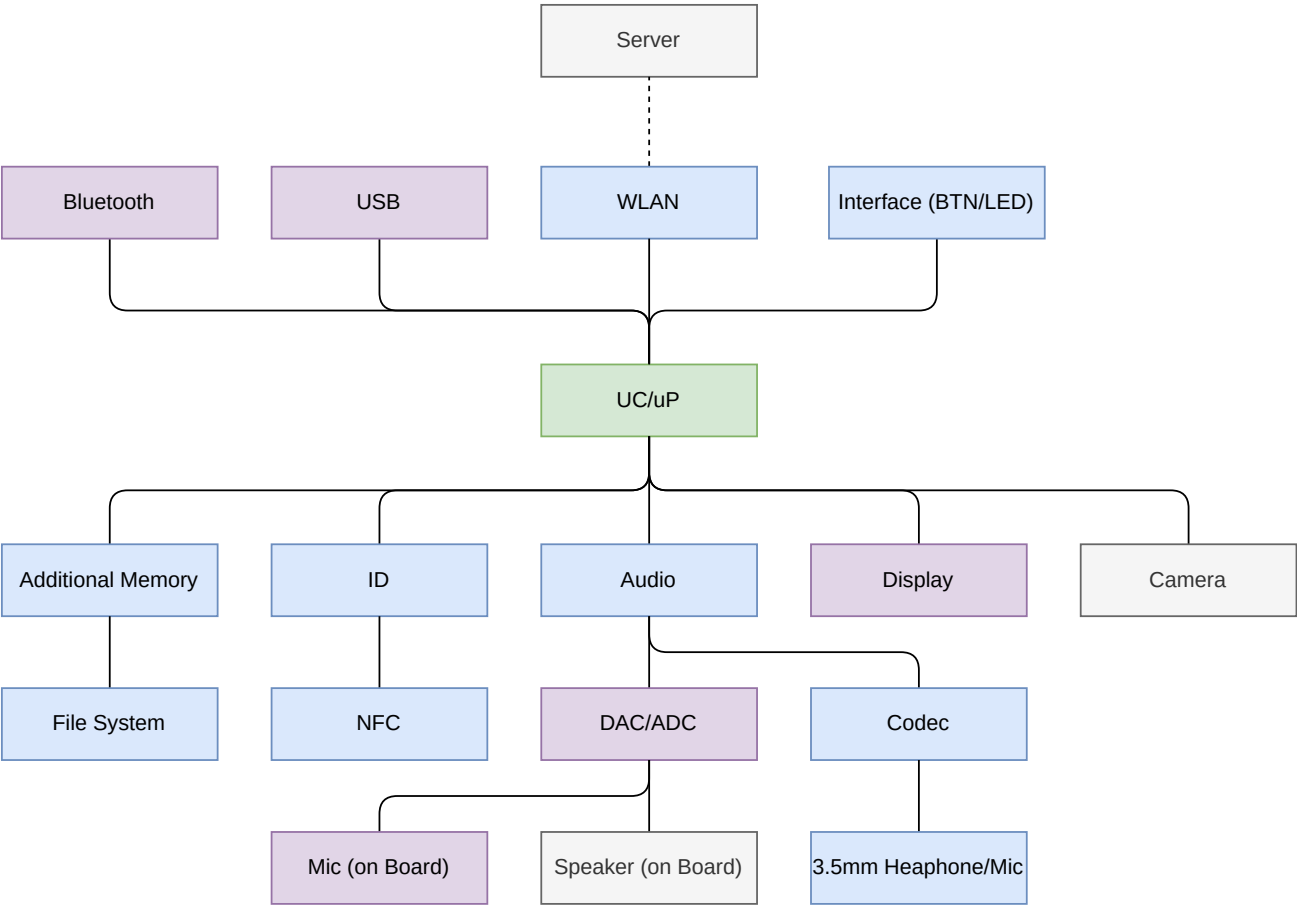 Server
Bluetooth
USB
WLAN
Interface (BTN/LED)
UC/uP
Additional Memory
ID
Audio
Display
Camera
File System
NFC
DAC/ADC
Codec
Mic (on Board)
Speaker (on Board)
3.5mm Heaphone/Mic